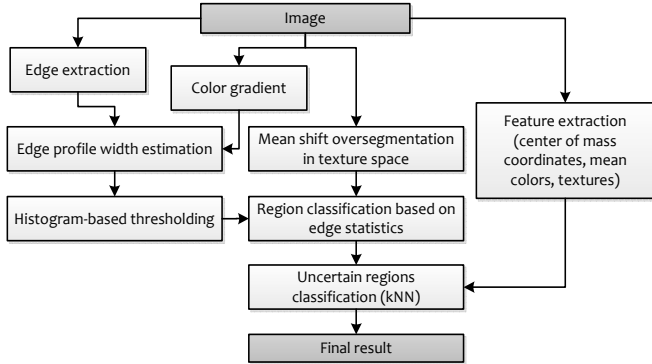 Image
Edge extraction
Color gradient
Feature extraction
(center of mass
coordinates, mean
colors, textures)
Edge profile width estimation
Mean shift oversegmentation
in texture space
Histogram-based thresholding
Region classification based on
edge statistics
Uncertain regions
classification (kNN)
Final result